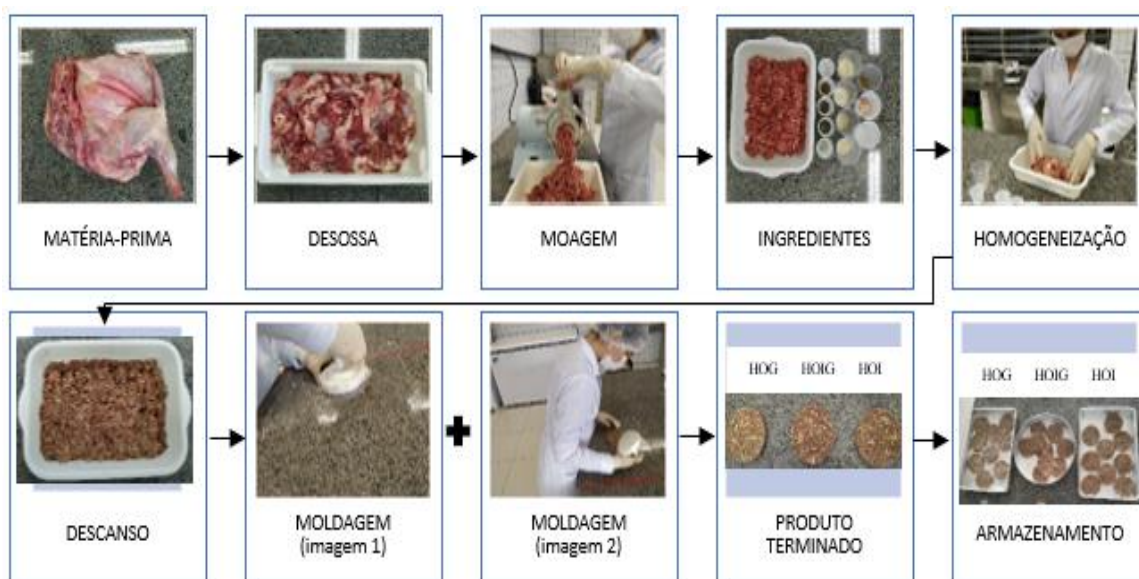 MATÉRIA-PRIMA
DESOSSA
MOAGEM
INGREDIENTES
HOMOGENEIZAÇÃO
DESCANSO
MOLDAGEM
(imagem 1)
MOLDAGEM
(imagem 2)
HOG HOIG HOI
PRODUTO
TERMINADO
HOG HOIG HOI
ARMAZENAMENTO